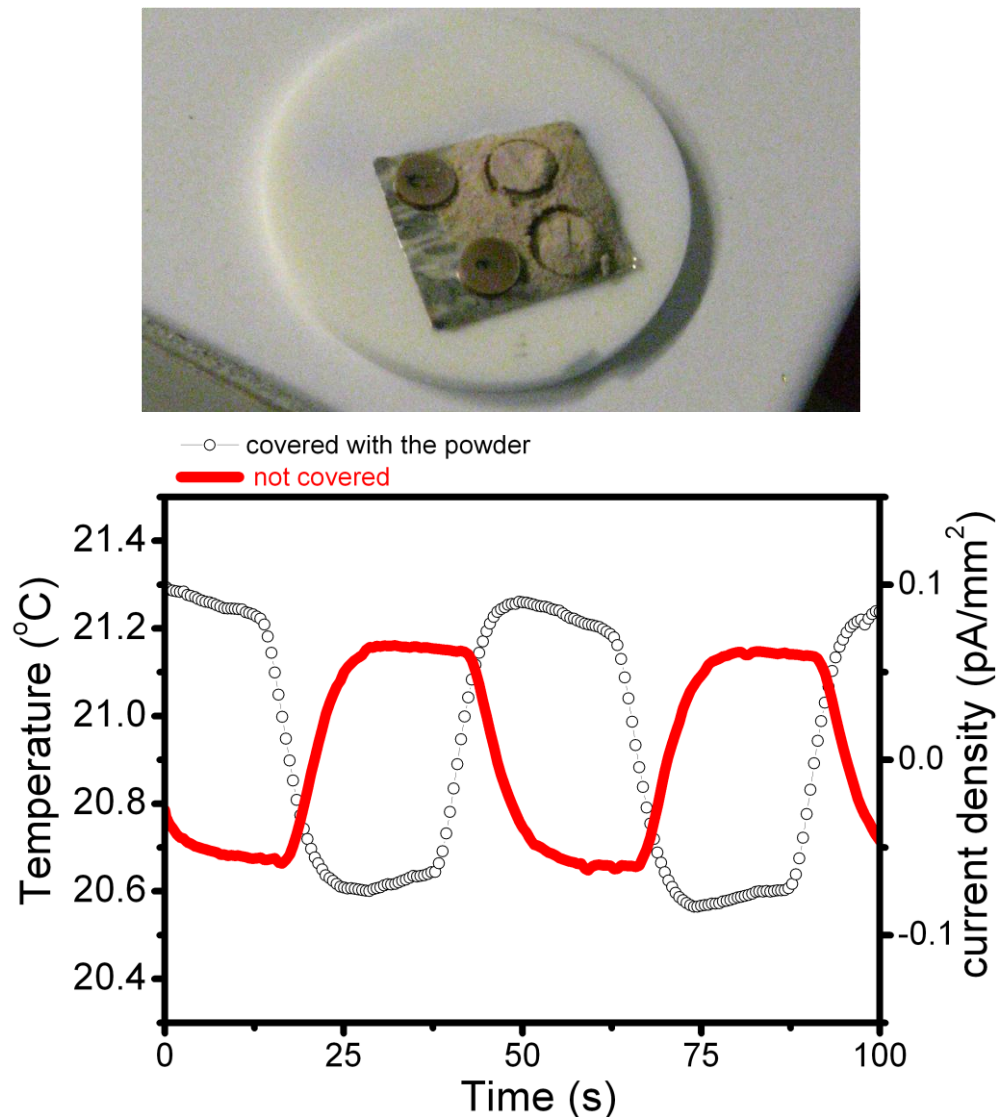 covered with the powder
not covered
Temperature (°C)
21.4
21.2
21.0
20.8
20.6
20.4
0.1
0.0
-0.1
current density (pA/mm²)
0
25
50
75
100
Time (s)